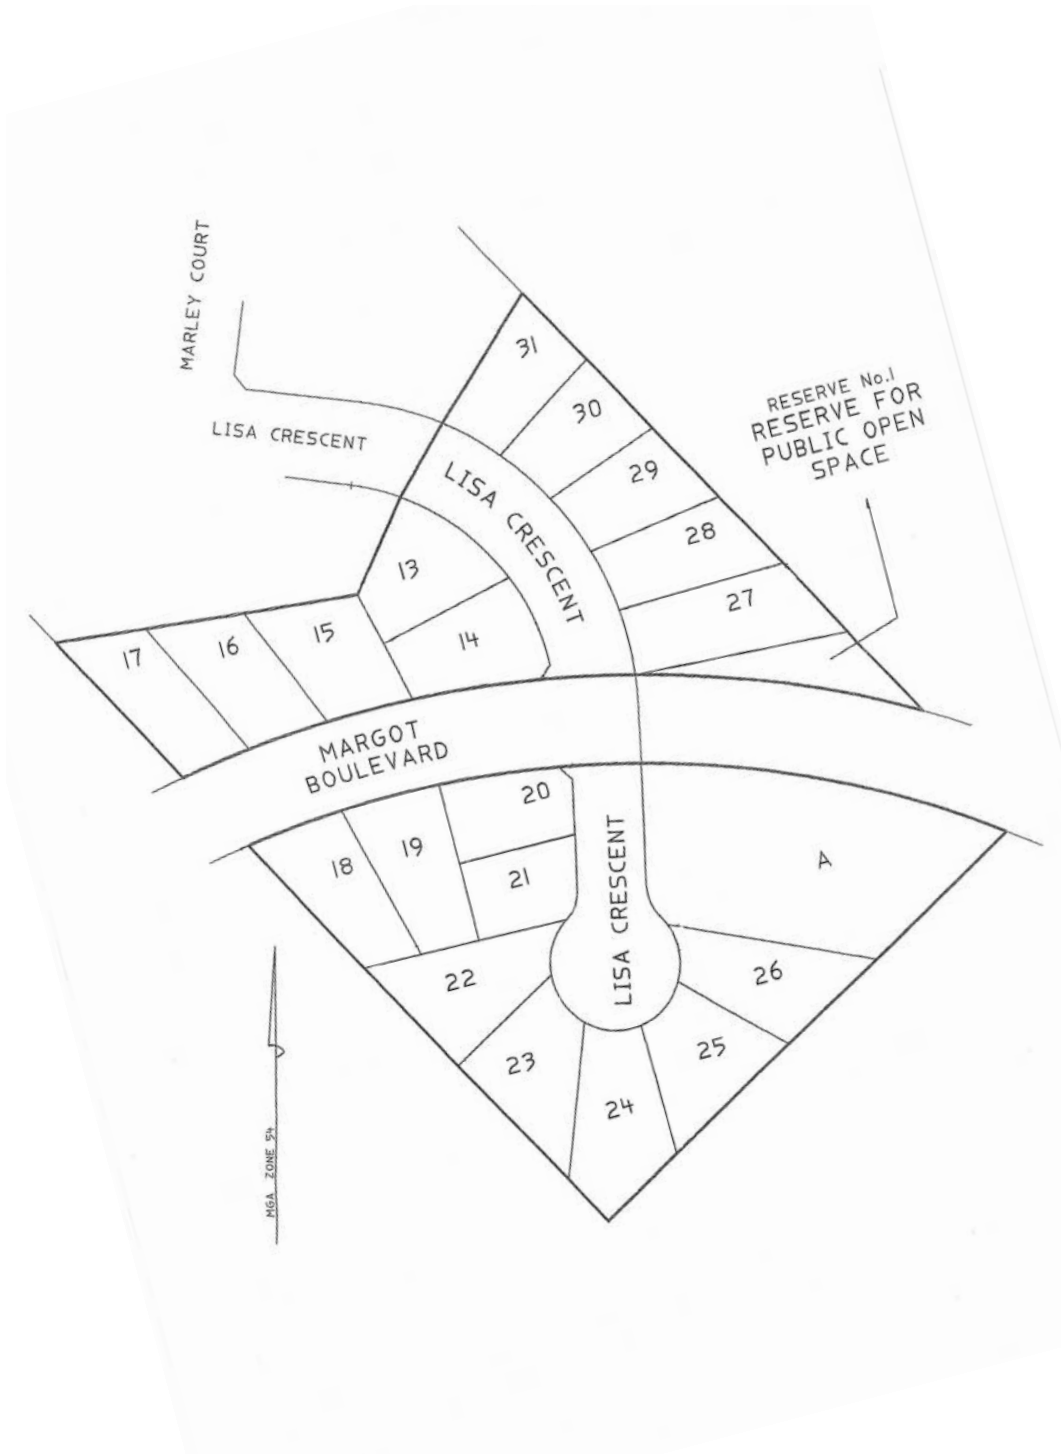 MARLEY COURT
31
30
RESERVE No.1
RESERVE FOR
PUBLIC OPEN
SPACE
LISA CRESCENT
29
LISA CRESCENT
28
13
27
14
15
16
17
MARGOT
BOULEVARD
20
19
18
21
A
LISA CRESCENT
22
26
23
25
24
MGA ZONE 54